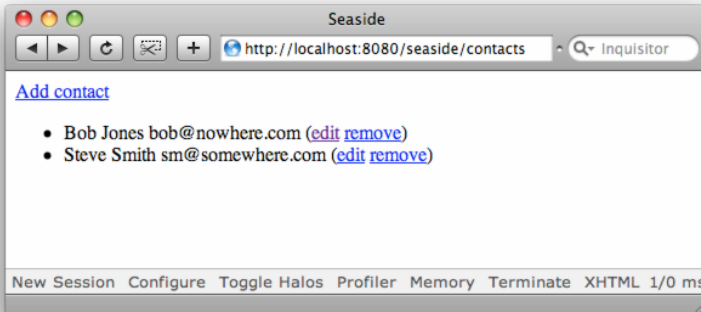 Seaside
http://localhost:8080/seaside/contacts Inquisitor
Add contact
• Bob Jones bob@nowhere.com (edit remove)
• Steve Smith sm@somewhere.com (edit remove)
New Session Configure Toggle Halos Profiler Memory Terminate XHTML 1/0 ms